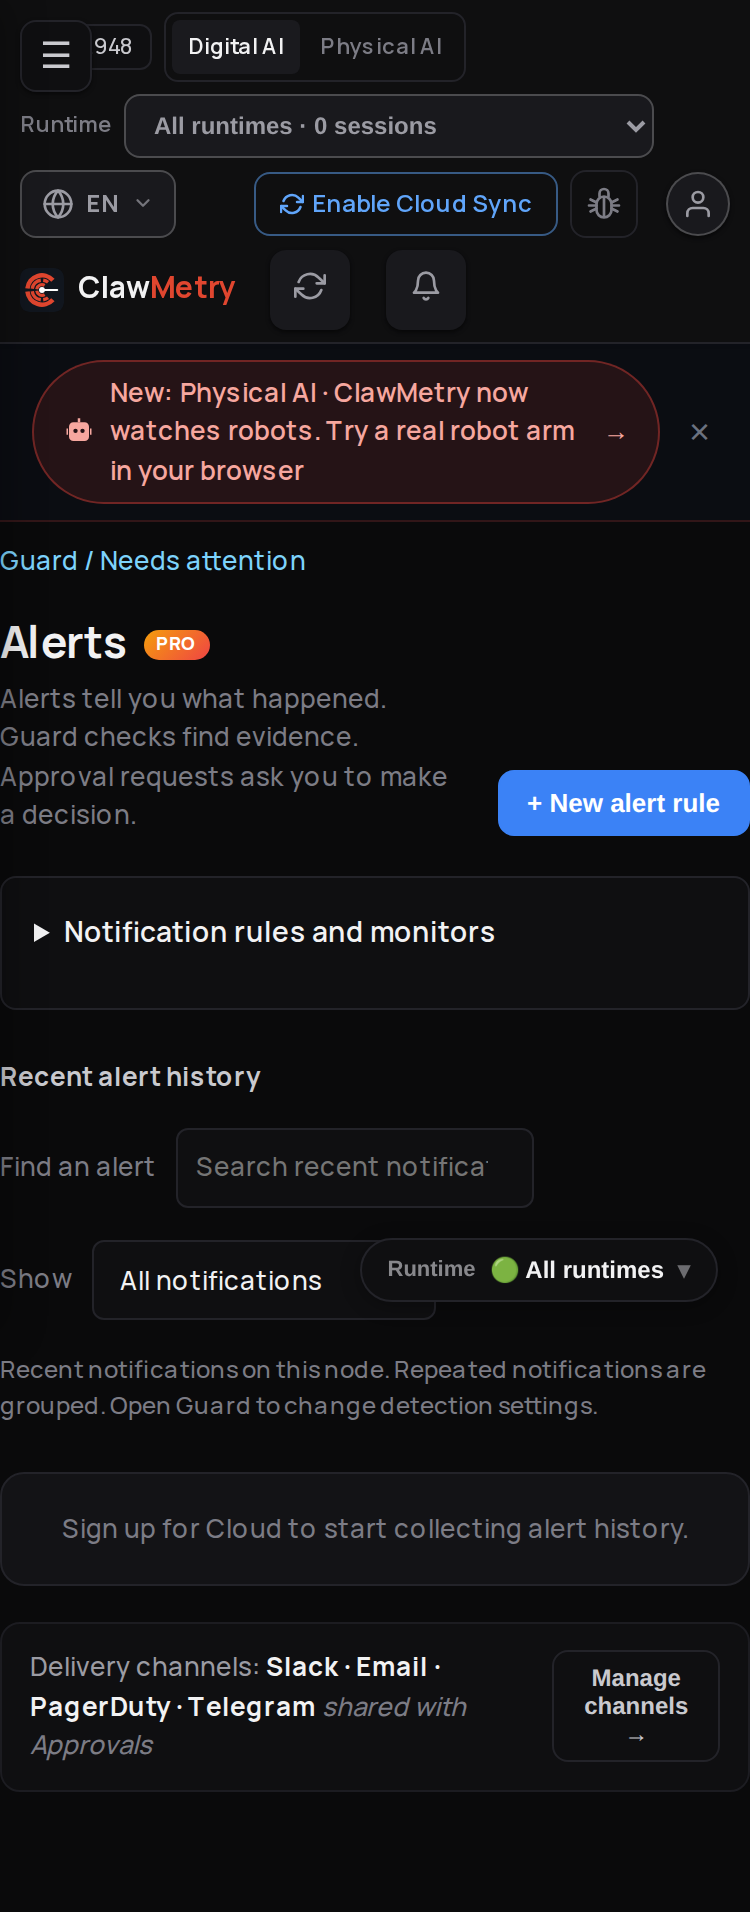 ☰ 948 Digital AI Physical AI
Runtime All runtimes · 0 sessions
EN Enable Cloud Sync
ClawMetry
New: Physical AI · ClawMetry now
watches robots. Try a real robot arm →
in your browser
×
Guard / Needs attention
Alerts PRO
Alerts tell you what happened.
Guard checks find evidence.
Approval requests ask you to make
a decision.
+ New alert rule
▶ Notification rules and monitors
Recent alert history
Find an alert Search recent notifica
Show All notifications
Runtime 🟢 All runtimes ▼
Recent notifications on this node. Repeated notifications are
grouped. Open Guard to change detection settings.
Sign up for Cloud to start collecting alert history.
Delivery channels: Slack · Email ·
PagerDuty · Telegram shared with
Approvals
Manage
channels
→